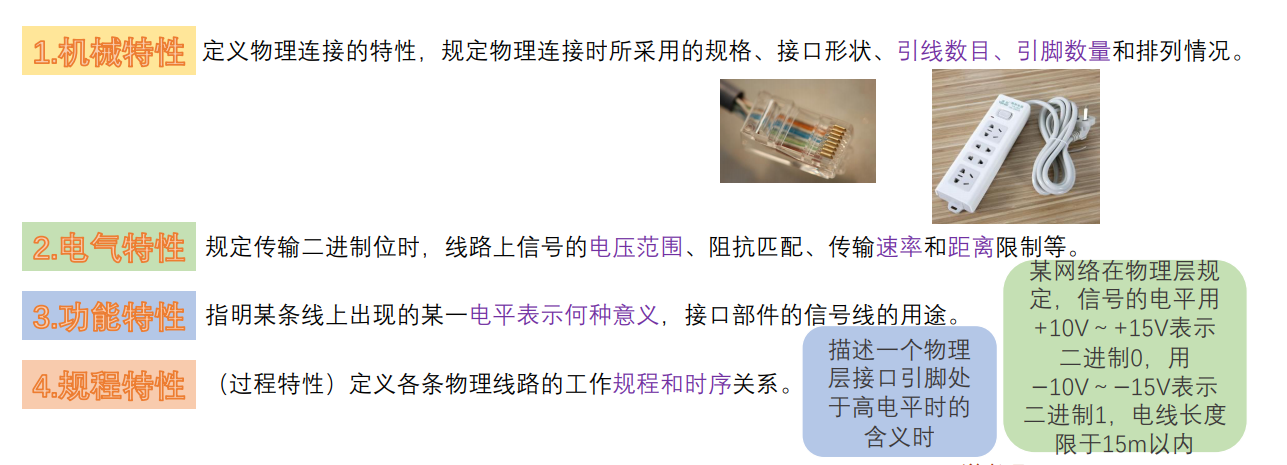 1.机械特性 定义物理连接的特性，规定物理连接时所采用的规格、接口形状、引线数目、引脚数量和排列情况。
2.电气特性 规定传输二进制位时，线路上信号的电压范围、阻抗匹配、传输速率和距离限制等。
3.功能特性 指明某条线上出现的某一电平表示何种意义，接口部件的信号线的用途。
4.规程特性 （过程特性）定义各条物理线路的工作规程和时序关系。
描述一个物理
层接口引脚处
于高电平时的
含义时
某网络在物理层规
定，信号的电平用
+10V～+15V表示
二进制0，用
−10V～−15V表示
二进制1，电线长度
限于15m以内